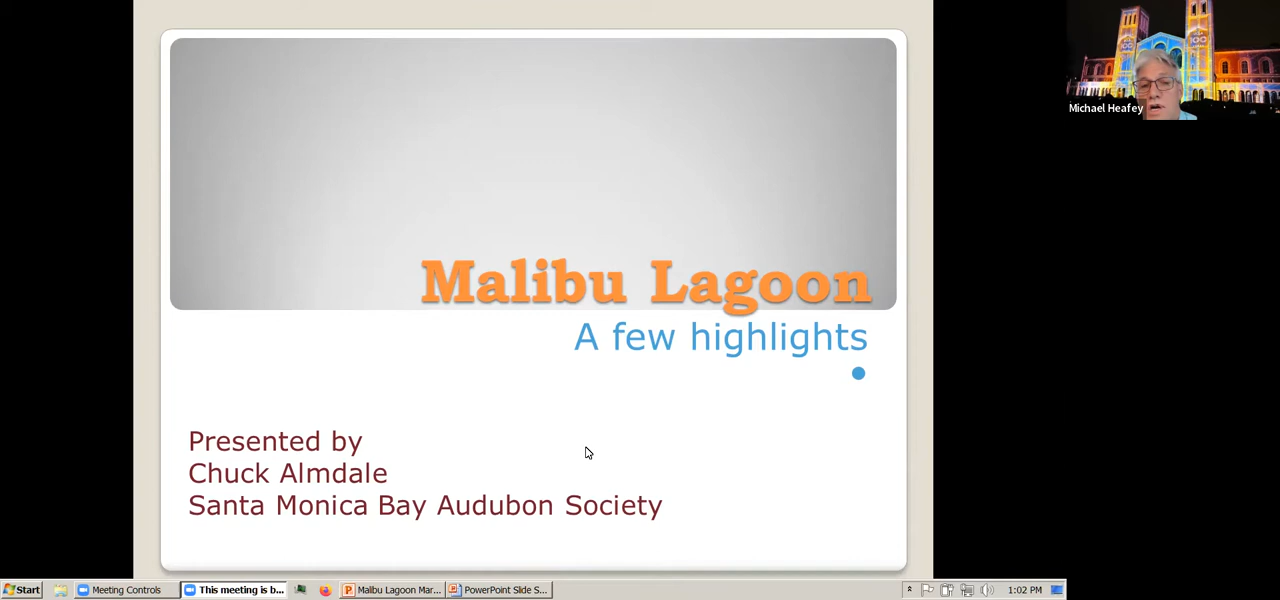 Michael Heafey
Malibu Lagoon
A few highlights
Presented by
Chuck Almdale
Santa Monica Bay Audubon Society
Start
Meeting Controls
This meeting is b...
Malibu Lagoon Mar...
PowerPoint Slide S...
1:02 PM